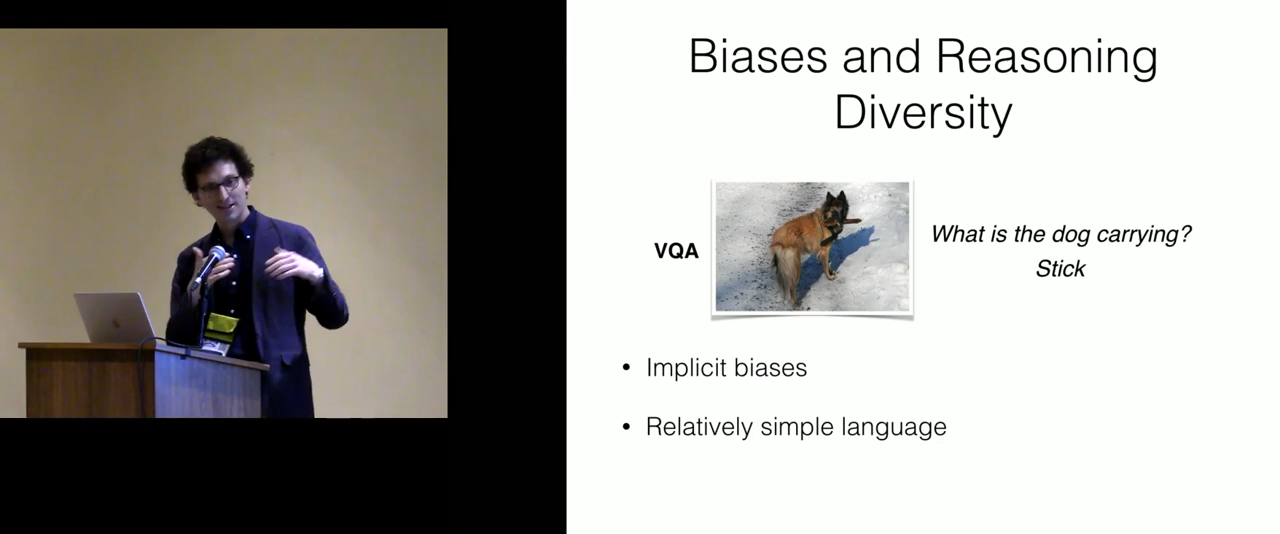 Biases and Reasoning
Diversity
VQA
What is the dog carrying?
Stick
• Implicit biases
• Relatively simple language